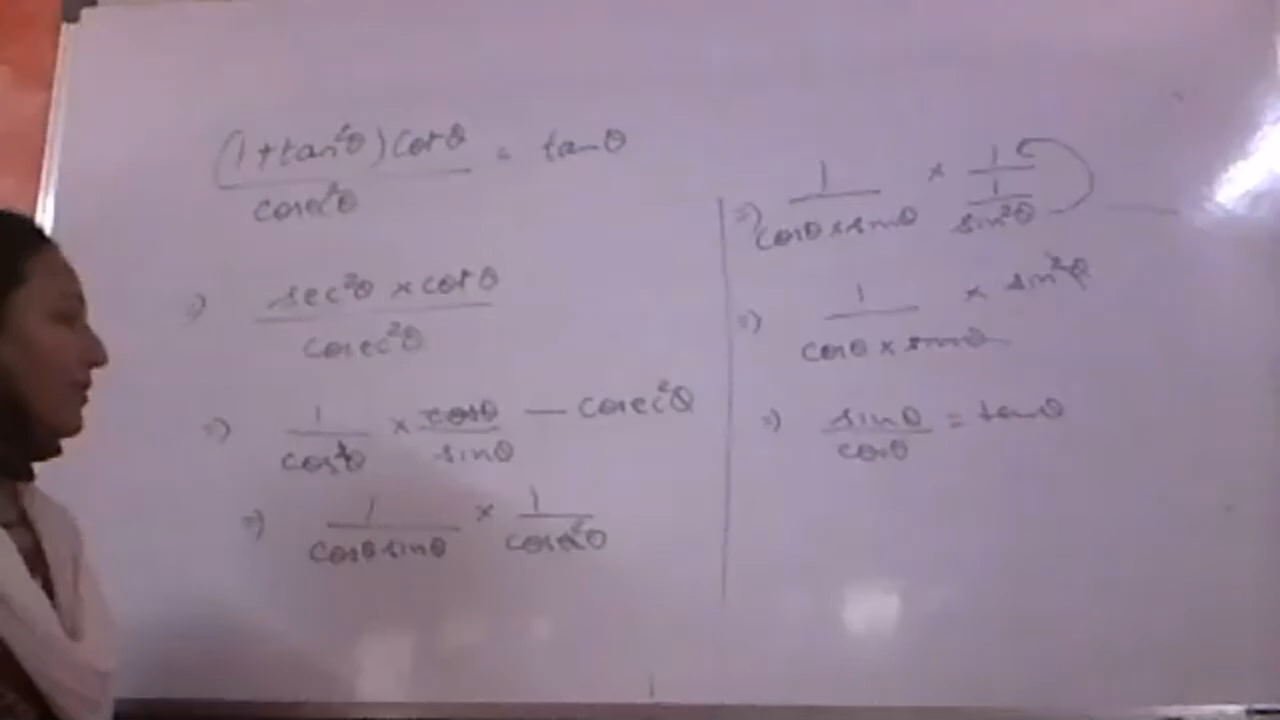 (1+tan²θ)cotθ / cosec²θ = tanθ
⇒) sec²θ × cotθ / cosec²θ
⇒) 1/cos²θ × cosθ/sinθ — cosec²θ
⇒) 1/cosθ sinθ × 1/cosec²θ
⇒) 1/cosθ × sinθ × 1/(1/sin²θ)
⇒) 1/cosθ × sinθ × sin²θ
⇒) sinθ/cosθ = tanθ